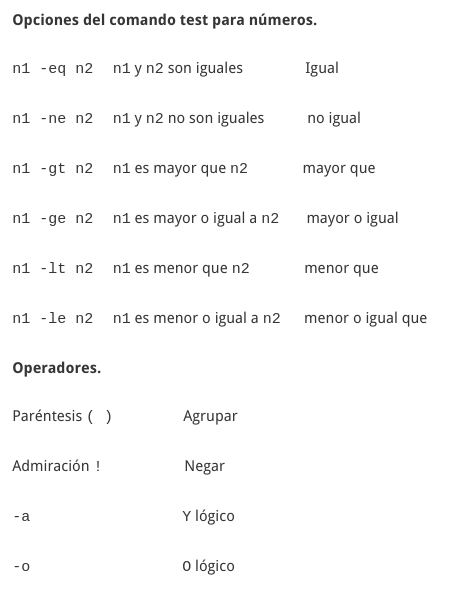 Opciones del comando test para números.
n1 -eq n2 n1 y n2 son iguales Igual
n1 -ne n2 n1 y n2 no son iguales no igual
n1 -gt n2 n1 es mayor que n2 mayor que
n1 -ge n2 n1 es mayor o igual a n2 mayor o igual
n1 -lt n2 n1 es menor que n2 menor que
n1 -le n2 n1 es menor o igual a n2 menor o igual que
Operadores.
Paréntesis ( ) Agrupar
Admiración ! Negar
-a Y lógico
-o O lógico